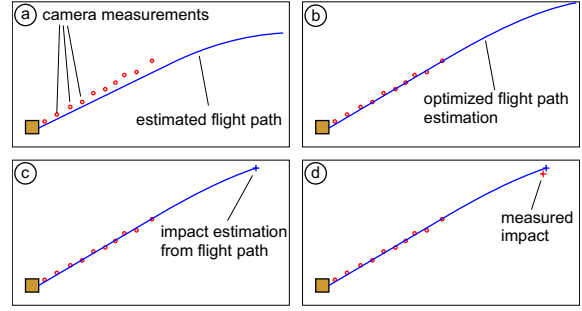 a
camera measurements
estimated flight path
b
optimized flight path
estimation
c
impact estimation
from flight path
d
measured
impact